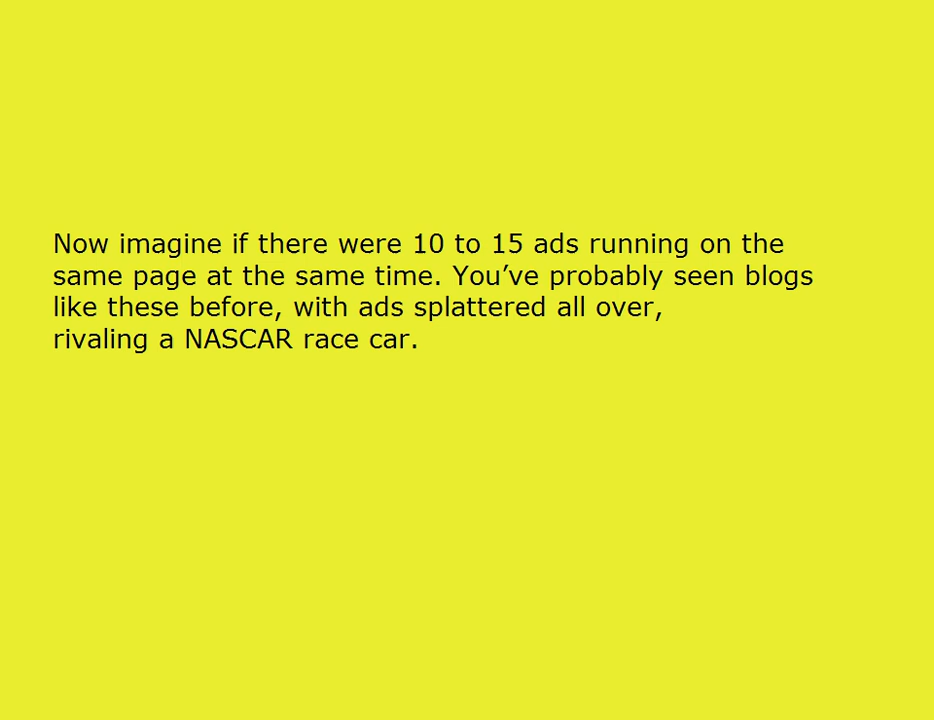 Now imagine if there were 10 to 15 ads running on the
same page at the same time. You’ve probably seen blogs
like these before, with ads splattered all over,
rivaling a NASCAR race car.